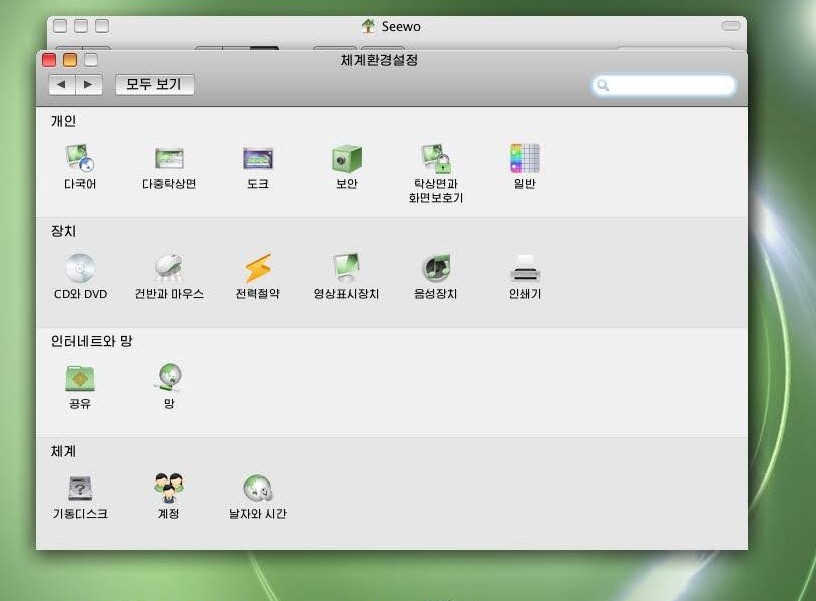 Seewo
체계환경설정
모두 보기
개인
다국어
다중탁상면
도크
보안
탁상면과
화면보호기
일반
장치
CD와 DVD
건반과 마우스
전력절약
영상표시장치
음성장치
인쇄기
인터네트와 망
공유
망
체계
기동디스크
계정
날자와 시간